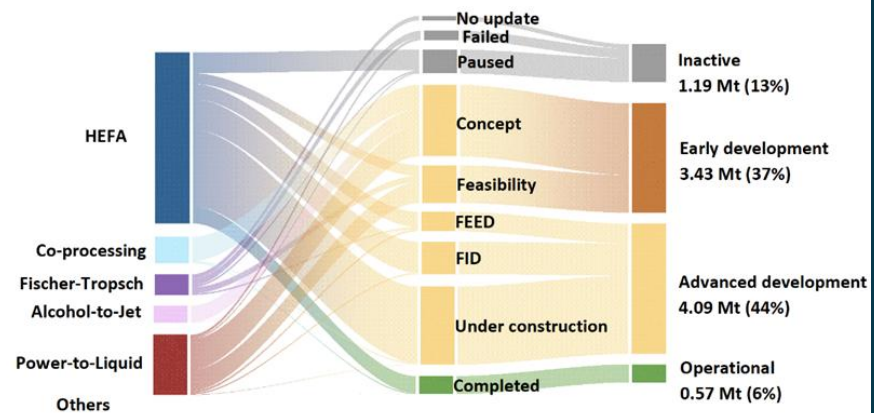 HEFA
Co-processing
Fischer-Tropsch
Alcohol-to-Jet
Power-to-Liquid
Others
No update
Failed
Paused
Concept
Feasibility
FEED
FID
Under construction
Completed
Inactive
1.19 Mt (13%)
Early development
3.43 Mt (37%)
Advanced development
4.09 Mt (44%)
Operational
0.57 Mt (6%)